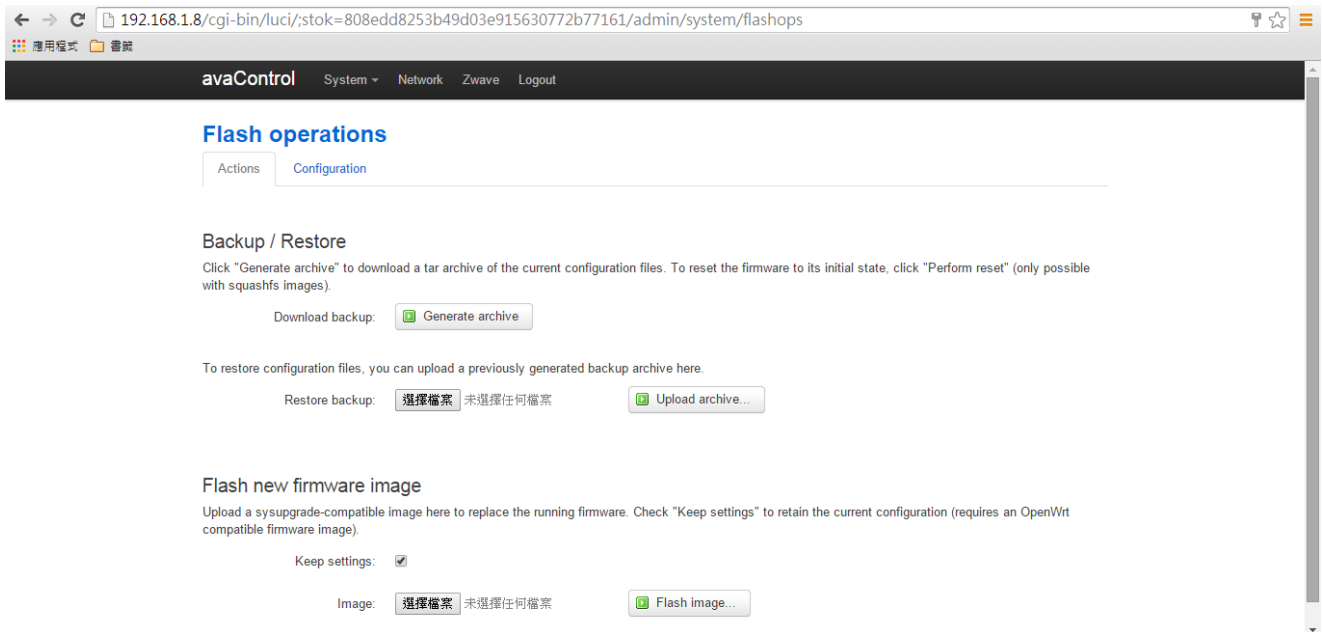 192.168.1.8/cgi-bin/luci/;stok=808edd8253b49d03e915630772b77161/admin/system/flashops
應用程式 書籤
avaControl System Network Zwave Logout
Flash operations
Actions Configuration
Backup / Restore
Click "Generate archive" to download a tar archive of the current configuration files. To reset the firmware to its initial state, click "Perform reset" (only possible
with squashfs images).
Download backup: Generate archive
To restore configuration files, you can upload a previously generated backup archive here.
Restore backup: 選擇檔案 未選擇任何檔案 Upload archive...
Flash new firmware image
Upload a sysupgrade-compatible image here to replace the running firmware. Check "Keep settings" to retain the current configuration (requires an OpenWrt
compatible firmware image).
Keep settings:
Image: 選擇檔案 未選擇任何檔案 Flash image...